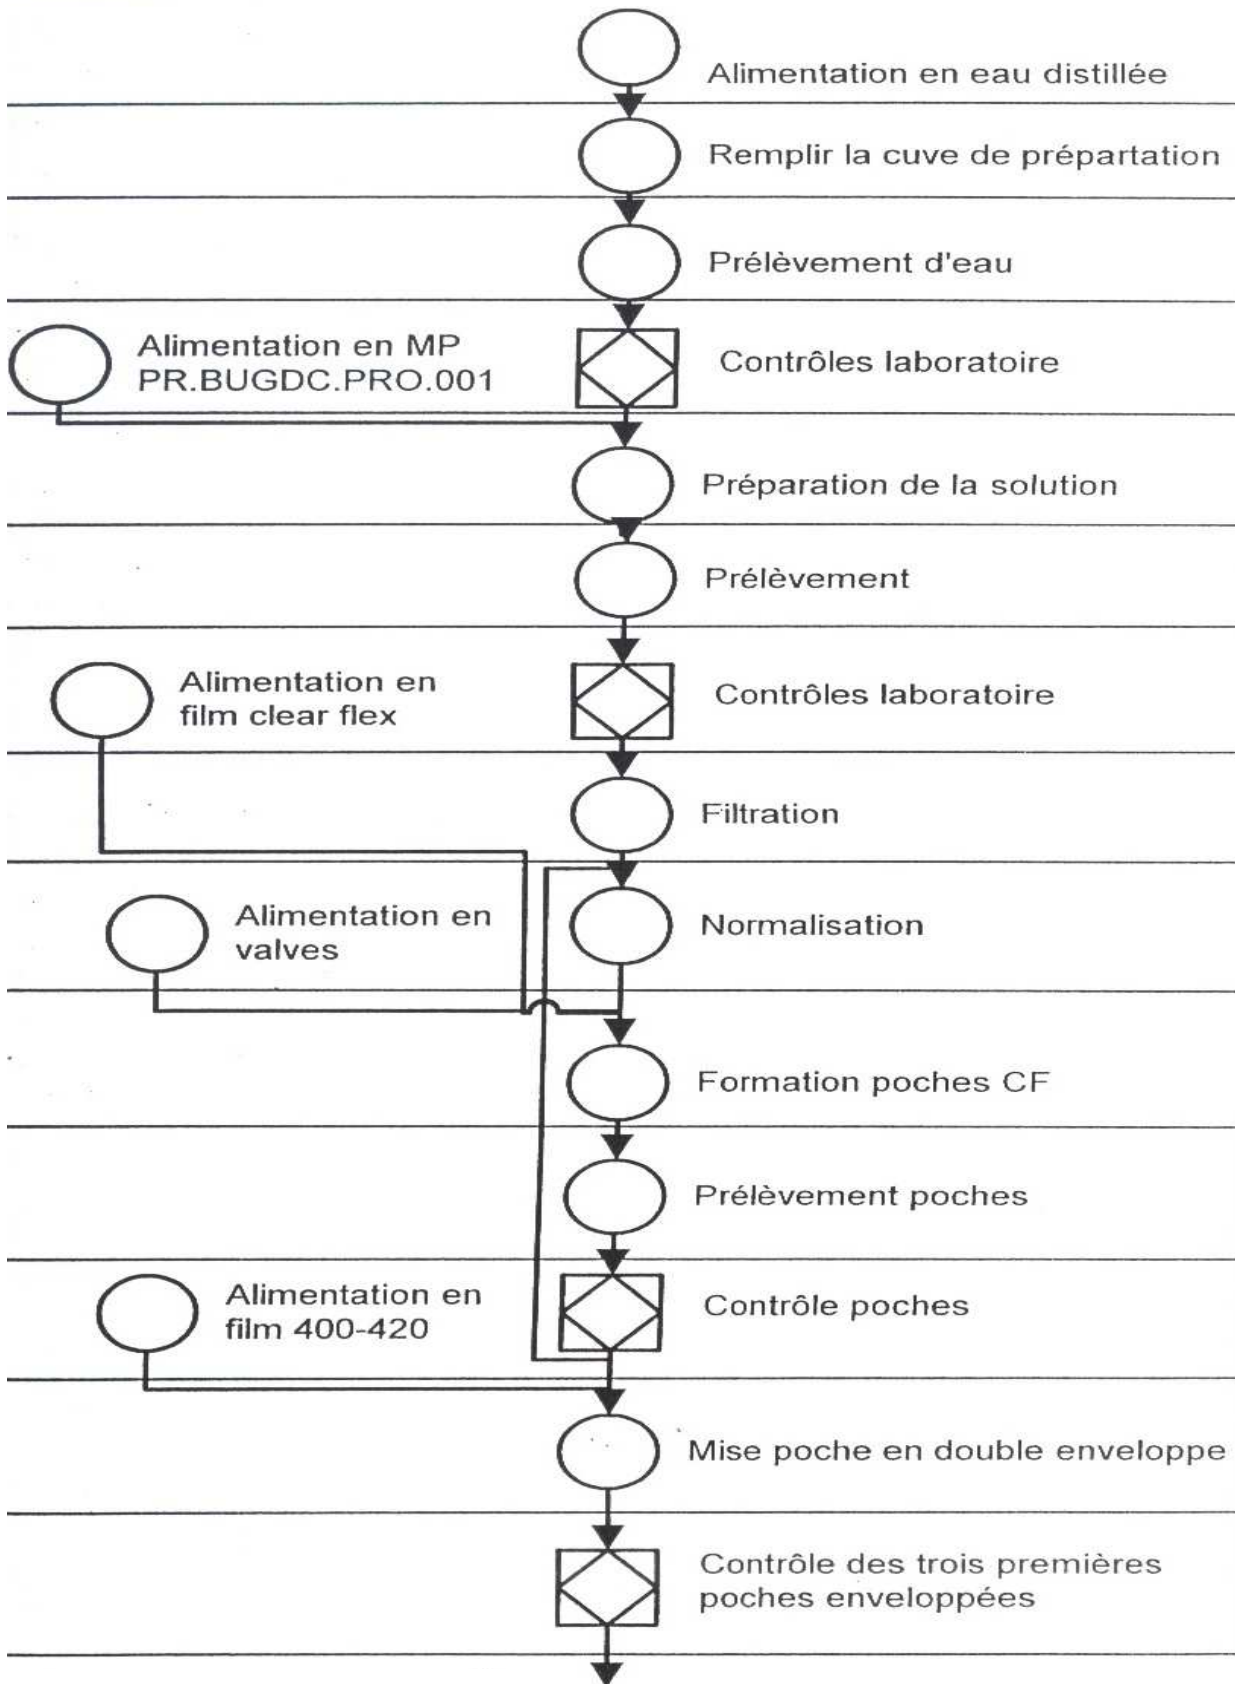 Alimentation en eau distillée
Remplir la cuve de prépartation
Prélèvement d'eau
Alimentation en MP
PR.BUGDC.PRO.001
Contrôles laboratoire
Préparation de la solution
Prélèvement
Alimentation en
film clear flex
Contrôles laboratoire
Filtration
Alimentation en
valves
Normalisation
Formation poches CF
Prélèvement poches
Alimentation en
film 400-420
Contrôle poches
Mise poche en double enveloppe
Contrôle des trois premières
poches enveloppées